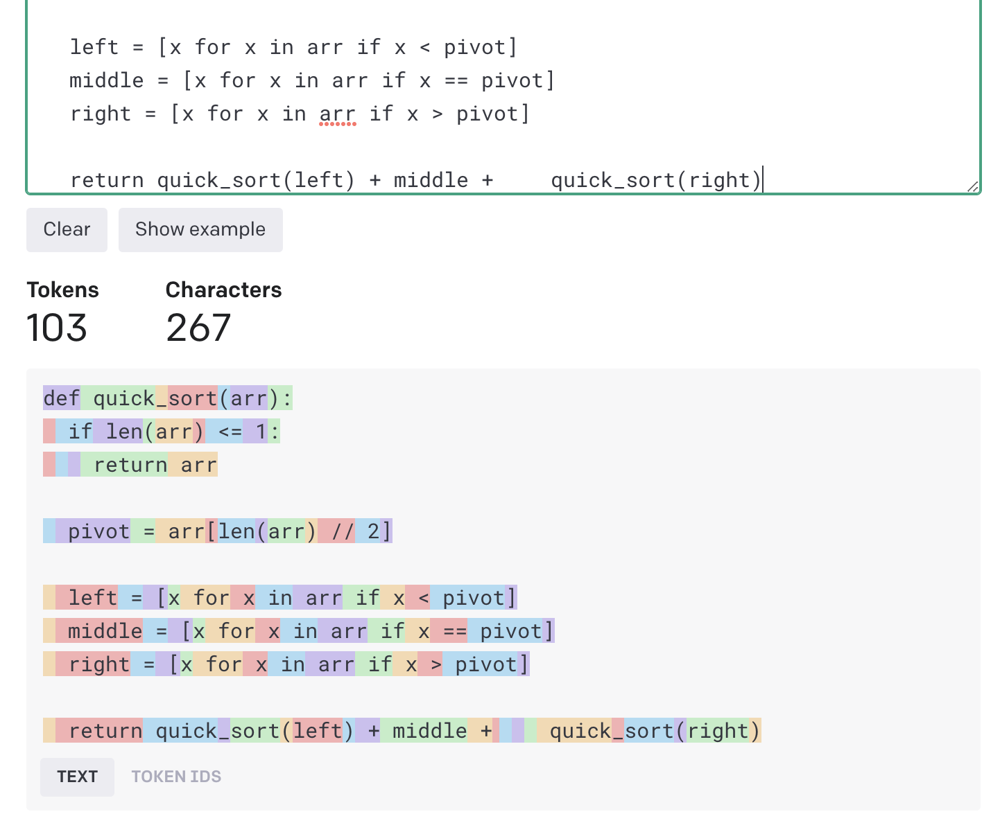 left = [x for x in arr if x < pivot]
middle = [x for x in arr if x == pivot]
right = [x for x in arr if x > pivot]
return quick_sort(left) + middle +     quick_sort(right)
Clear Show example
Tokens Characters
103 267
def quick_sort(arr):
  if len(arr) <= 1:
    return arr
  pivot = arr[len(arr) // 2]
  left = [x for x in arr if x < pivot]
  middle = [x for x in arr if x == pivot]
  right = [x for x in arr if x > pivot]
  return quick_sort(left) + middle +     quick_sort(right)
TEXT TOKEN IDS